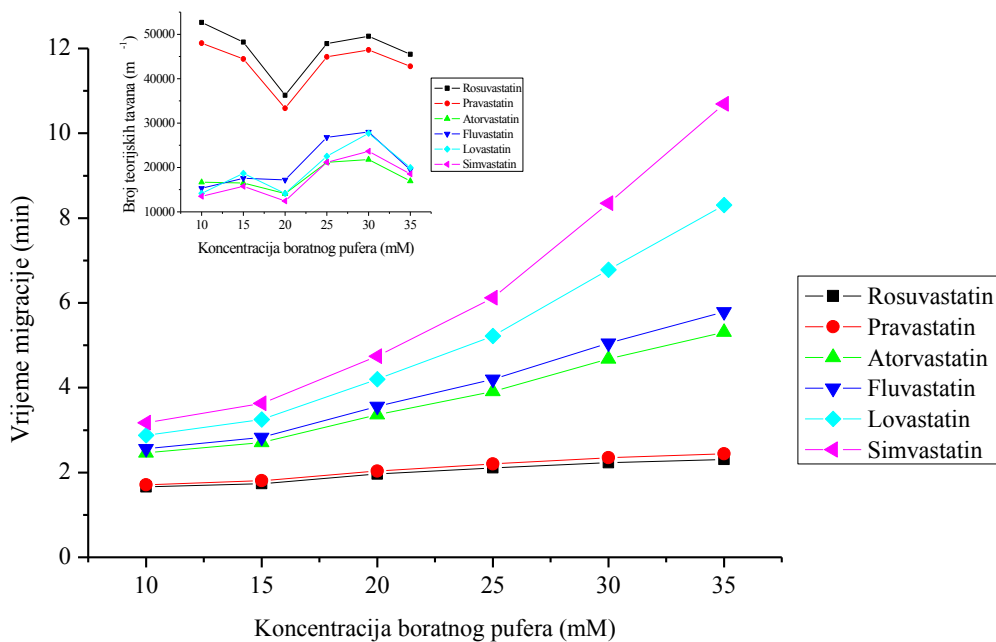 Broj teorijskih tavana (m⁻¹)
50000
40000
30000
20000
10000
10 15 20 25 30 35
Koncentracija boratnog pufera (mM)
Rosuvastatin
Pravastatin
Atorvastatin
Fluvastatin
Lovastatin
Simvastatin
Vrijeme migracije (min)
12
10
8
6
4
2
0
10 15 20 25 30 35
Koncentracija boratnog pufera (mM)
Rosuvastatin
Pravastatin
Atorvastatin
Fluvastatin
Lovastatin
Simvastatin